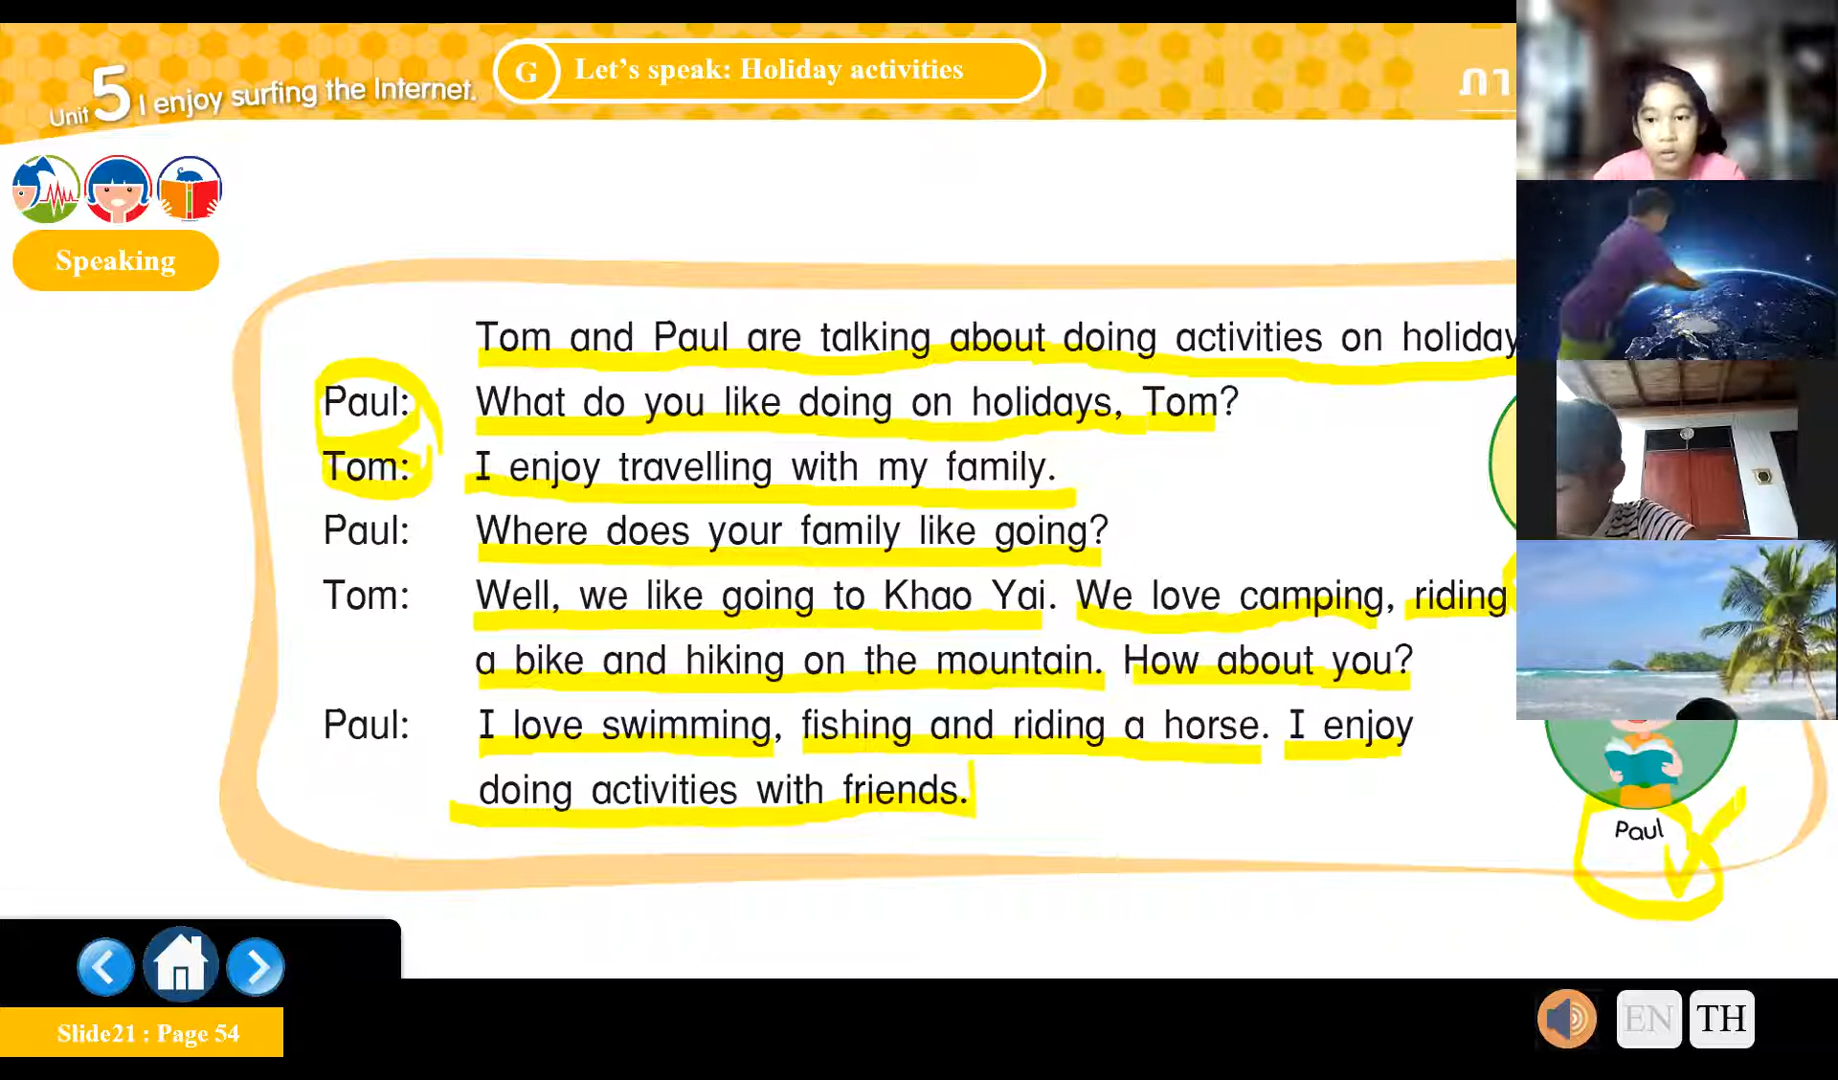 Unit 5 I enjoy surfing the Internet.
G Let's speak: Holiday activities
ภา
Speaking
Tom and Paul are talking about doing activities on holiday
Paul: What do you like doing on holidays, Tom?
Tom: I enjoy travelling with my family.
Paul: Where does your family like going?
Tom: Well, we like going to Khao Yai. We love camping, riding
a bike and hiking on the mountain. How about you?
Paul: I love swimming, fishing and riding a horse. I enjoy
doing activities with friends.
Paul
Slide21 : Page 54
EN TH